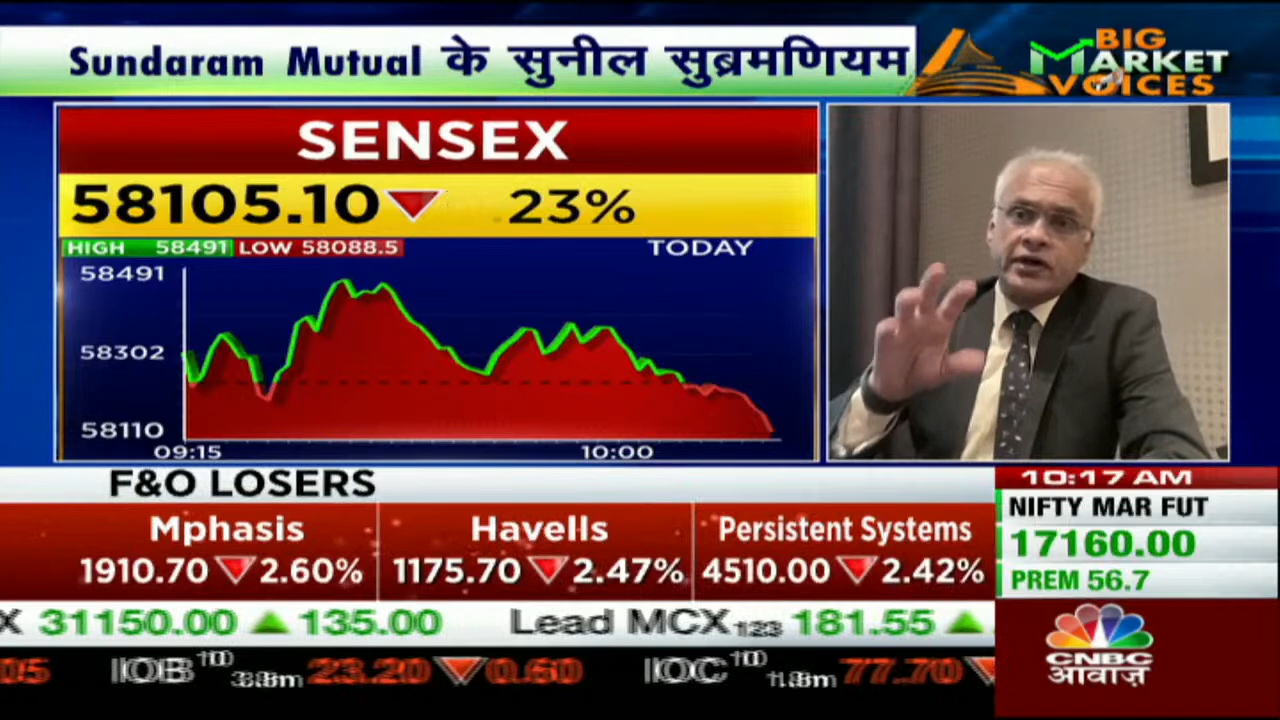 Sundaram Mutual के सुनील सुब्रमणियम
BIG
MARKET
VOICES
SENSEX
58105.10 23%
HIGH 58491 LOW 58088.5 TODAY
58491
58302
58110
09:15 10:00
F&O LOSERS
Mphasis Havells Persistent Systems
1910.70 2.60% 1175.70 2.47% 4510.00 2.42%
10:17 AM
NIFTY MAR FUT
17160.00
PREM 56.7
X 31150.00 135.00 Lead MCX 181.55
05 IOB 23.20 0.60 IOC 77.70
CNBC
आवाज़